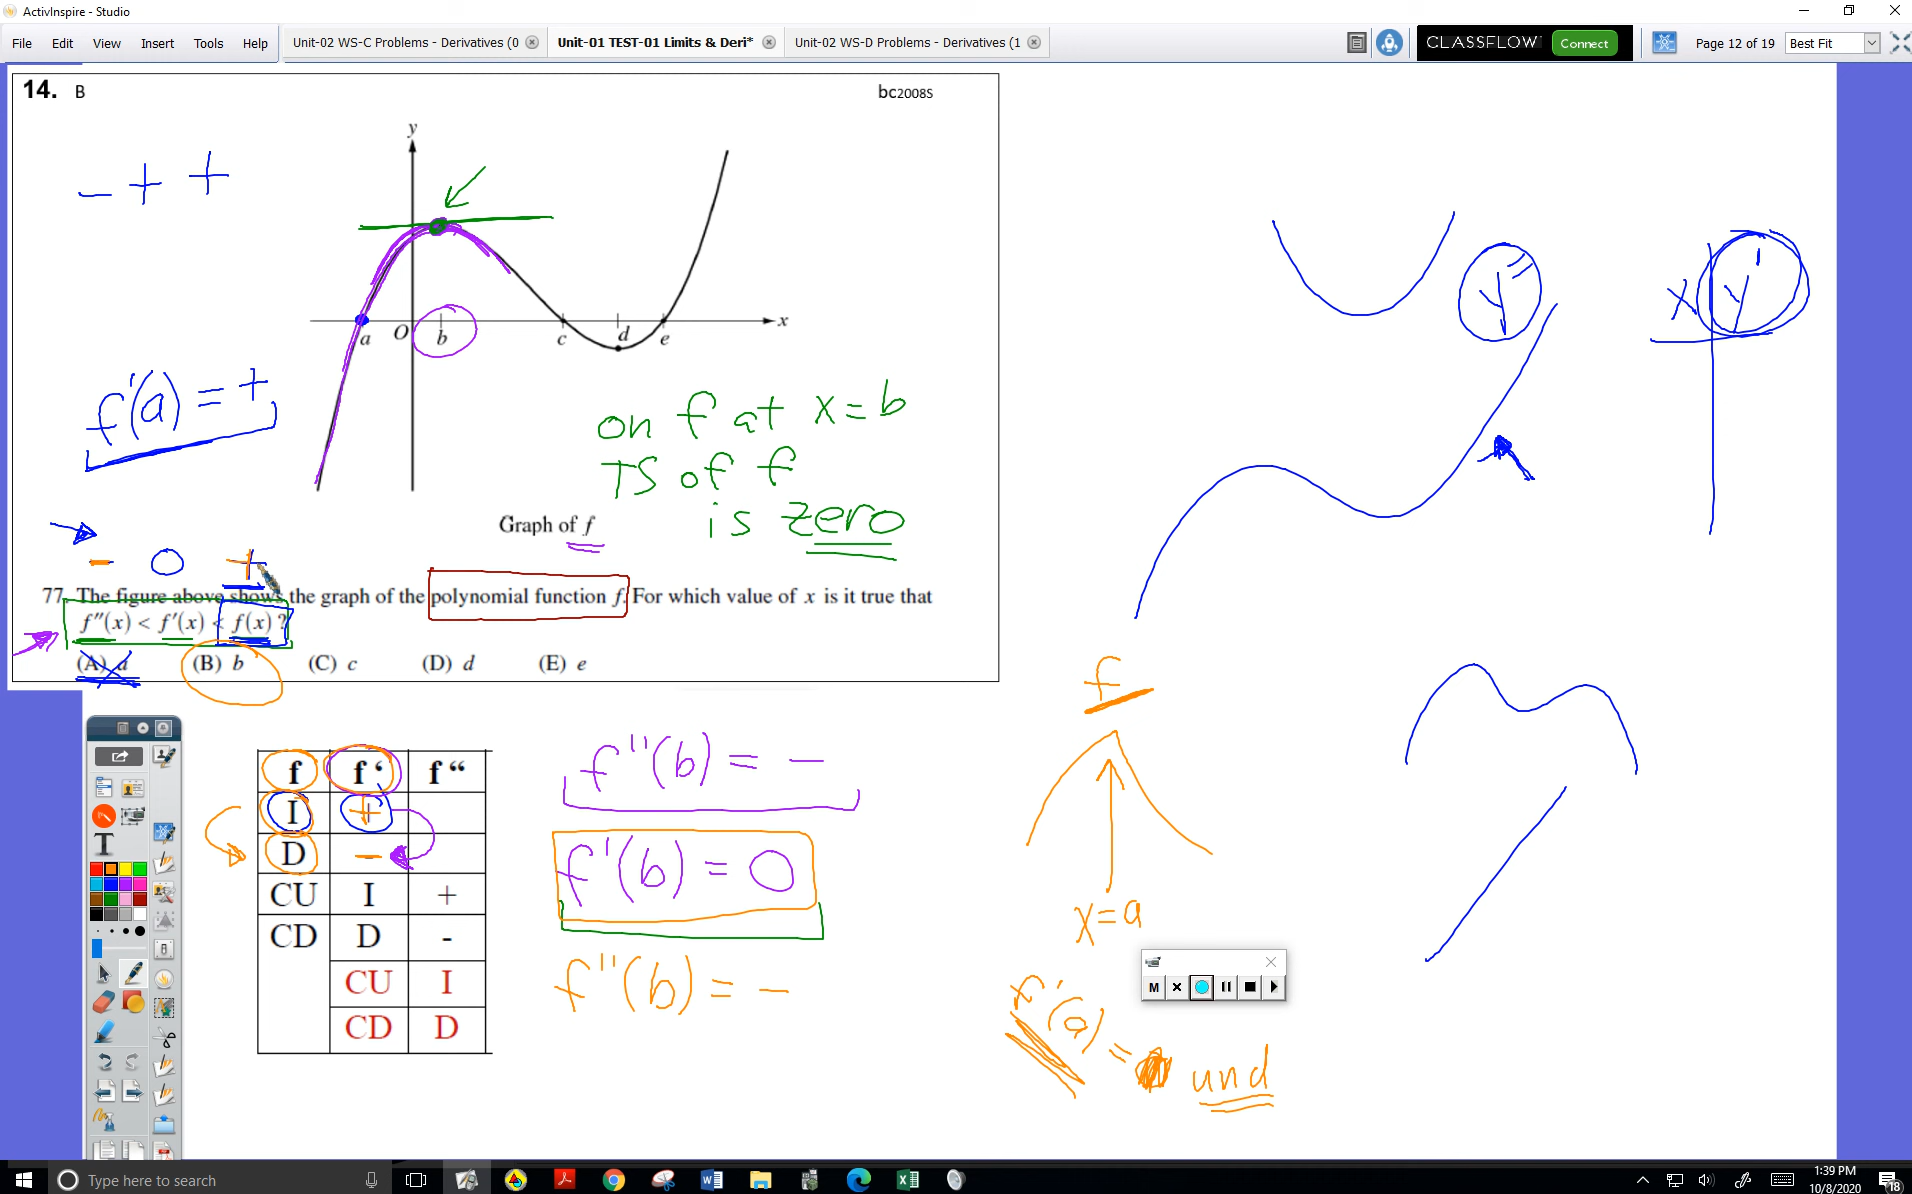 ActivInspire - Studio
File Edit View Insert Tools Help
Unit-02 WS-C Problems - Derivatives (0
Unit-01 TEST-01 Limits & Deri*
Unit-02 WS-D Problems - Derivatives (1
CLASSFLOW
Connect
Page 12 of 19
Best Fit
14. B
bc2008S
- + +
y
x
a O b c d e
f'(a) = +
on f at x = b
TS of f
is zero
Graph of f
- 0 +
77. The figure above shows the graph of the polynomial function f. For which value of x is it true that
f''(x) < f'(x) < f(x) ?
(A) a (B) b (C) c (D) d (E) e
y''
x y'
f
x = a
f'(a) = und
f f‘ f“
I +
D -
CU I +
CD D -
CU I
CD D
f''(b) = -
f'(b) = 0
f''(b) = -
M
T
Type here to search
1:39 PM
10/8/2020
18